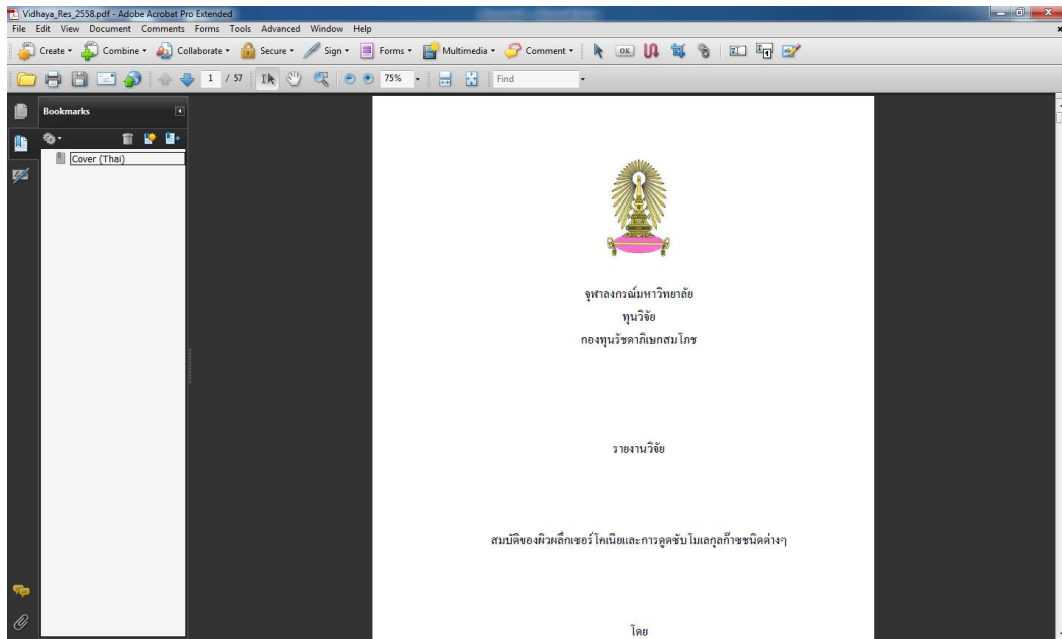 Vidhaya_Res_2558.pdf - Adobe Acrobat Pro Extended
File Edit View Document Comments Forms Tools Advanced Window Help
Create Combine Collaborate Secure Sign Forms Multimedia Comment OK
1 / 57 75% Find
Bookmarks
Cover (Thai)
จุฬาลงกรณ์มหาวิทยาลัย
ทุนวิจัย
กองทุนรัชดาภิเษกสมโภช
รายงานวิจัย
สมบัติของผิวผลึกเซอร์โคเนียและการดูดซับโมเลกุลก๊าซชนิดต่างๆ
โดย